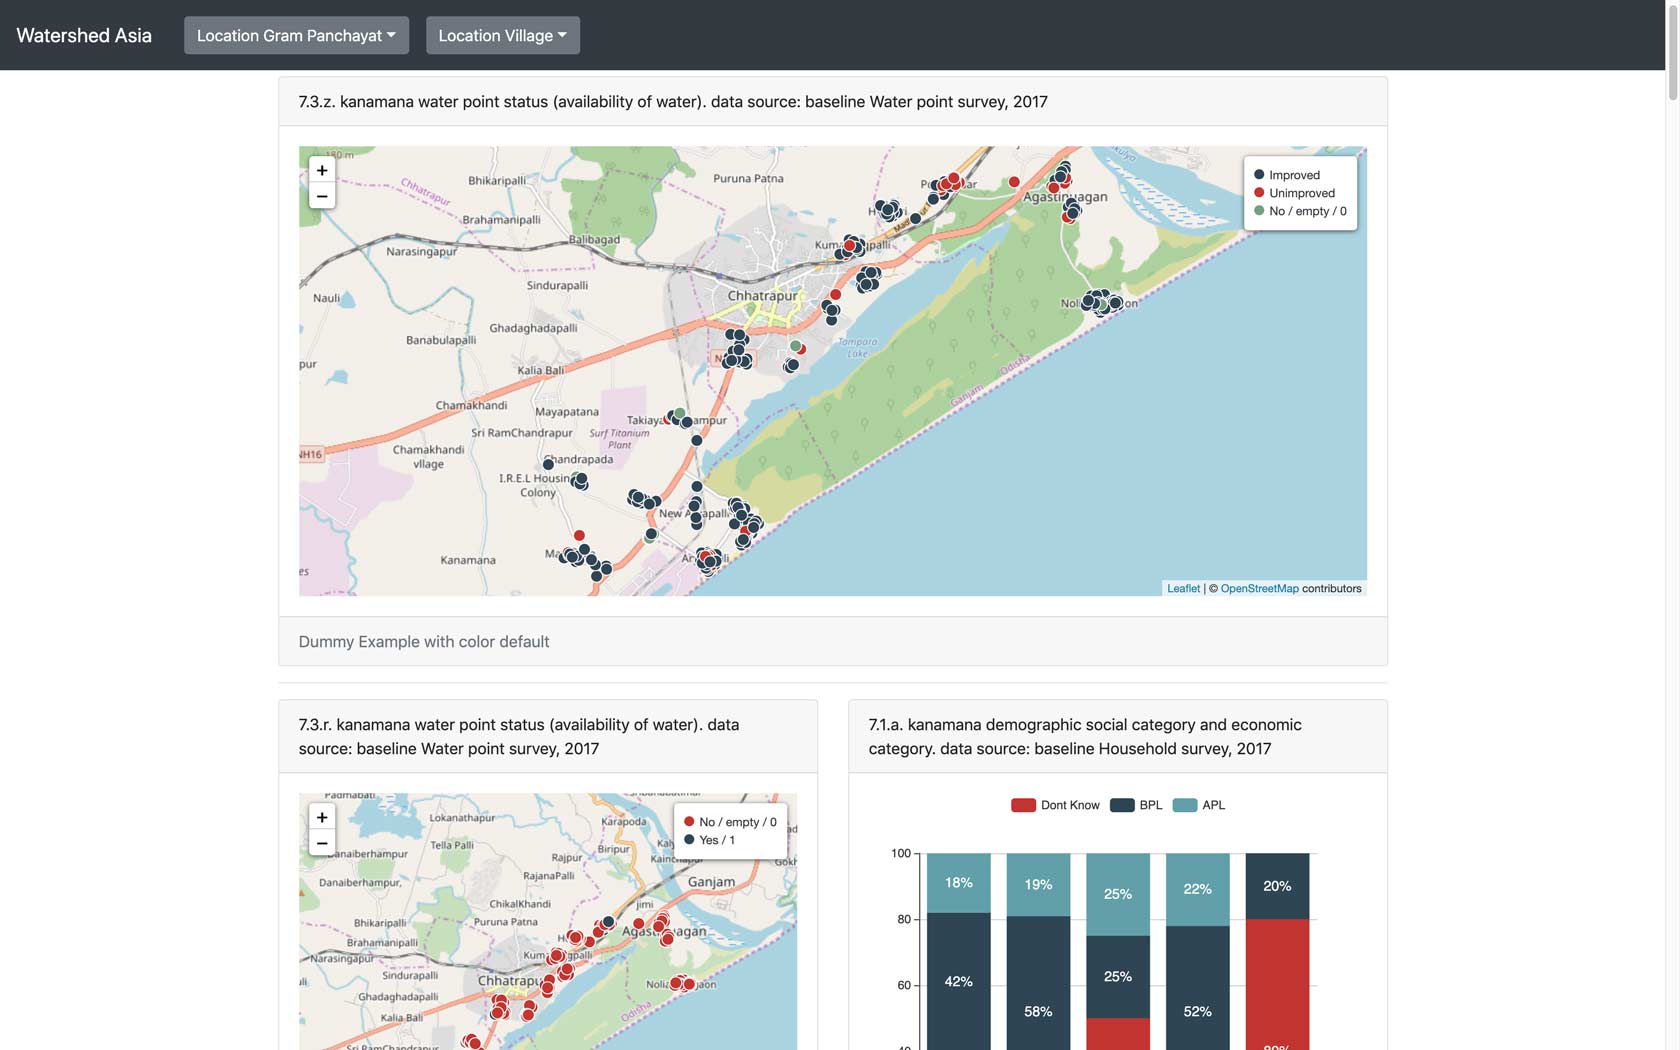 Watershed Asia
Location Gram Panchayat
Location Village
7.3.z. kanamana water point status (availability of water). data source: baseline Water point survey, 2017
+
−
180 m
Chhatrapur
Bhikaripalli
Puruna Patna
Brahamanipalli
Balibagad
Narasingapur
Sindurapalli
Nauli
Chhatrapur
Ghadaghadapalli
Banabulapalli
Tampara
Lake
Kalia Bali
Chamakhandi
Mayapatana
Sri RamChandrapur
Surf Titanium
Plant
NH16
Chamakhandi
vllage
Chandrapada
I.R.E.L Housing
Colony
Kanamana
Ganjam
Odisha
Agastinuagan
Improved
Unimproved
No / empty / 0
Leaflet | © OpenStreetMap contributors
Dummy Example with color default
7.3.r. kanamana water point status (availability of water). data
source: baseline Water point survey, 2017
+
−
Lokanathapur
Karapoda
Tella Palli
Biripur
Rajpur
RajanaPalli
Danaiberhampur,
Ganjam
ChikalKhandi
Bhikaripalli
Puruna Patna
jimi
Brahamanipalli
Narasingapur
Sindurapalli
Ghadaghadapalli
Kalia Bali
Sri RamChandrapur
Odisha
No / empty / 0
Yes / 1
7.1.a. kanamana demographic social category and economic
category. data source: baseline Household survey, 2017
Dont Know
BPL
APL
100
80
60
40
18%
19%
25%
22%
20%
42%
58%
25%
52%
80%